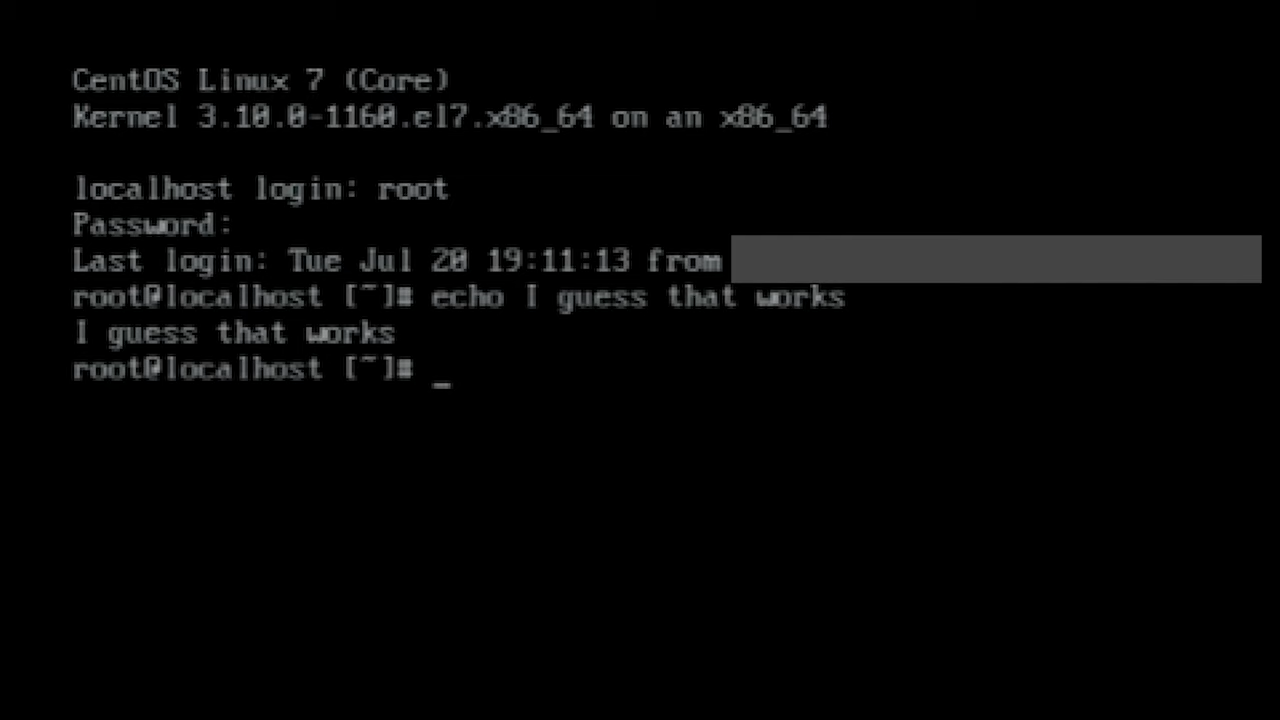 CentOS Linux 7 (Core)
Kernel 3.10.0-1160.el7.x86_64 on an x86_64
localhost login: root
Password:
Last login: Tue Jul 20 19:11:13 from
root@localhost [~]# echo I guess that works
I guess that works
root@localhost [~]# _